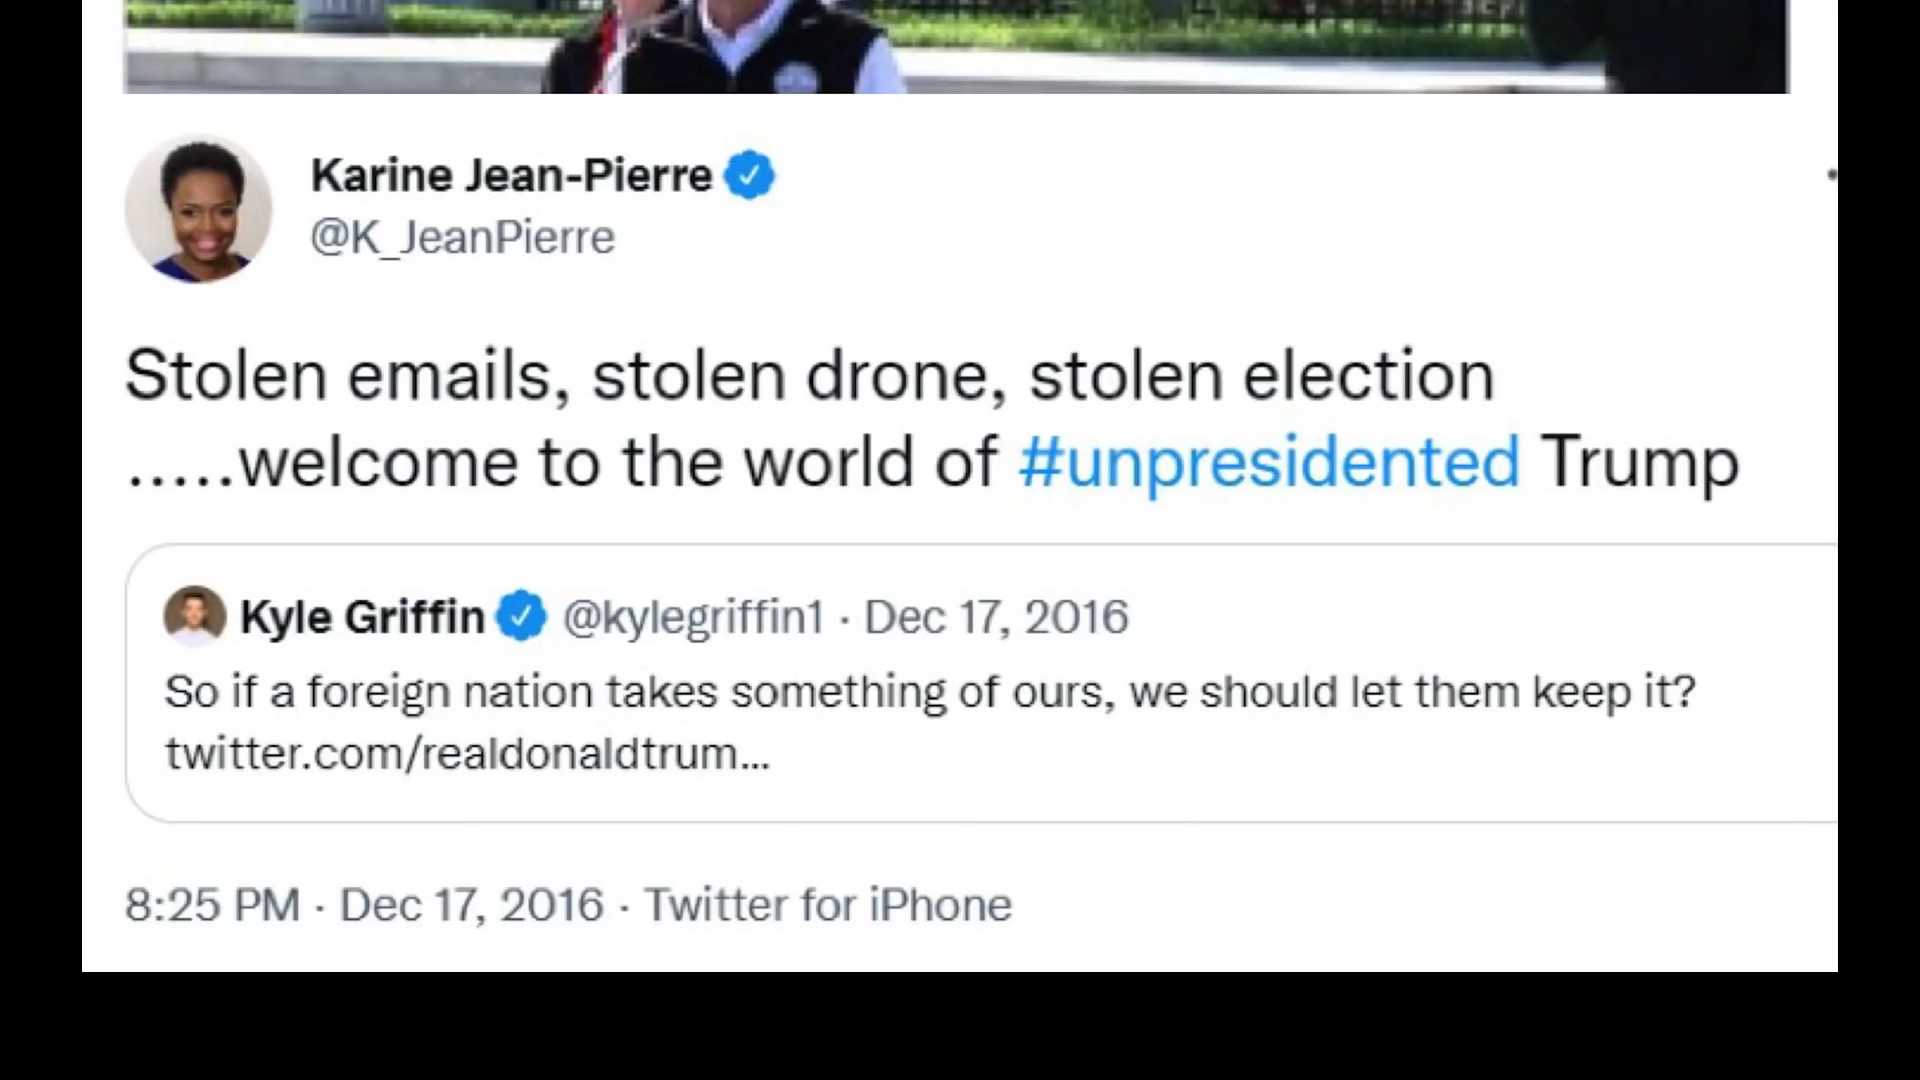 Karine Jean-Pierre
@K_JeanPierre
Stolen emails, stolen drone, stolen election
.....welcome to the world of #unpresidented Trump
Kyle Griffin @kylegriffin1 · Dec 17, 2016
So if a foreign nation takes something of ours, we should let them keep it?
twitter.com/realdonaldtrum...
8:25 PM · Dec 17, 2016 · Twitter for iPhone